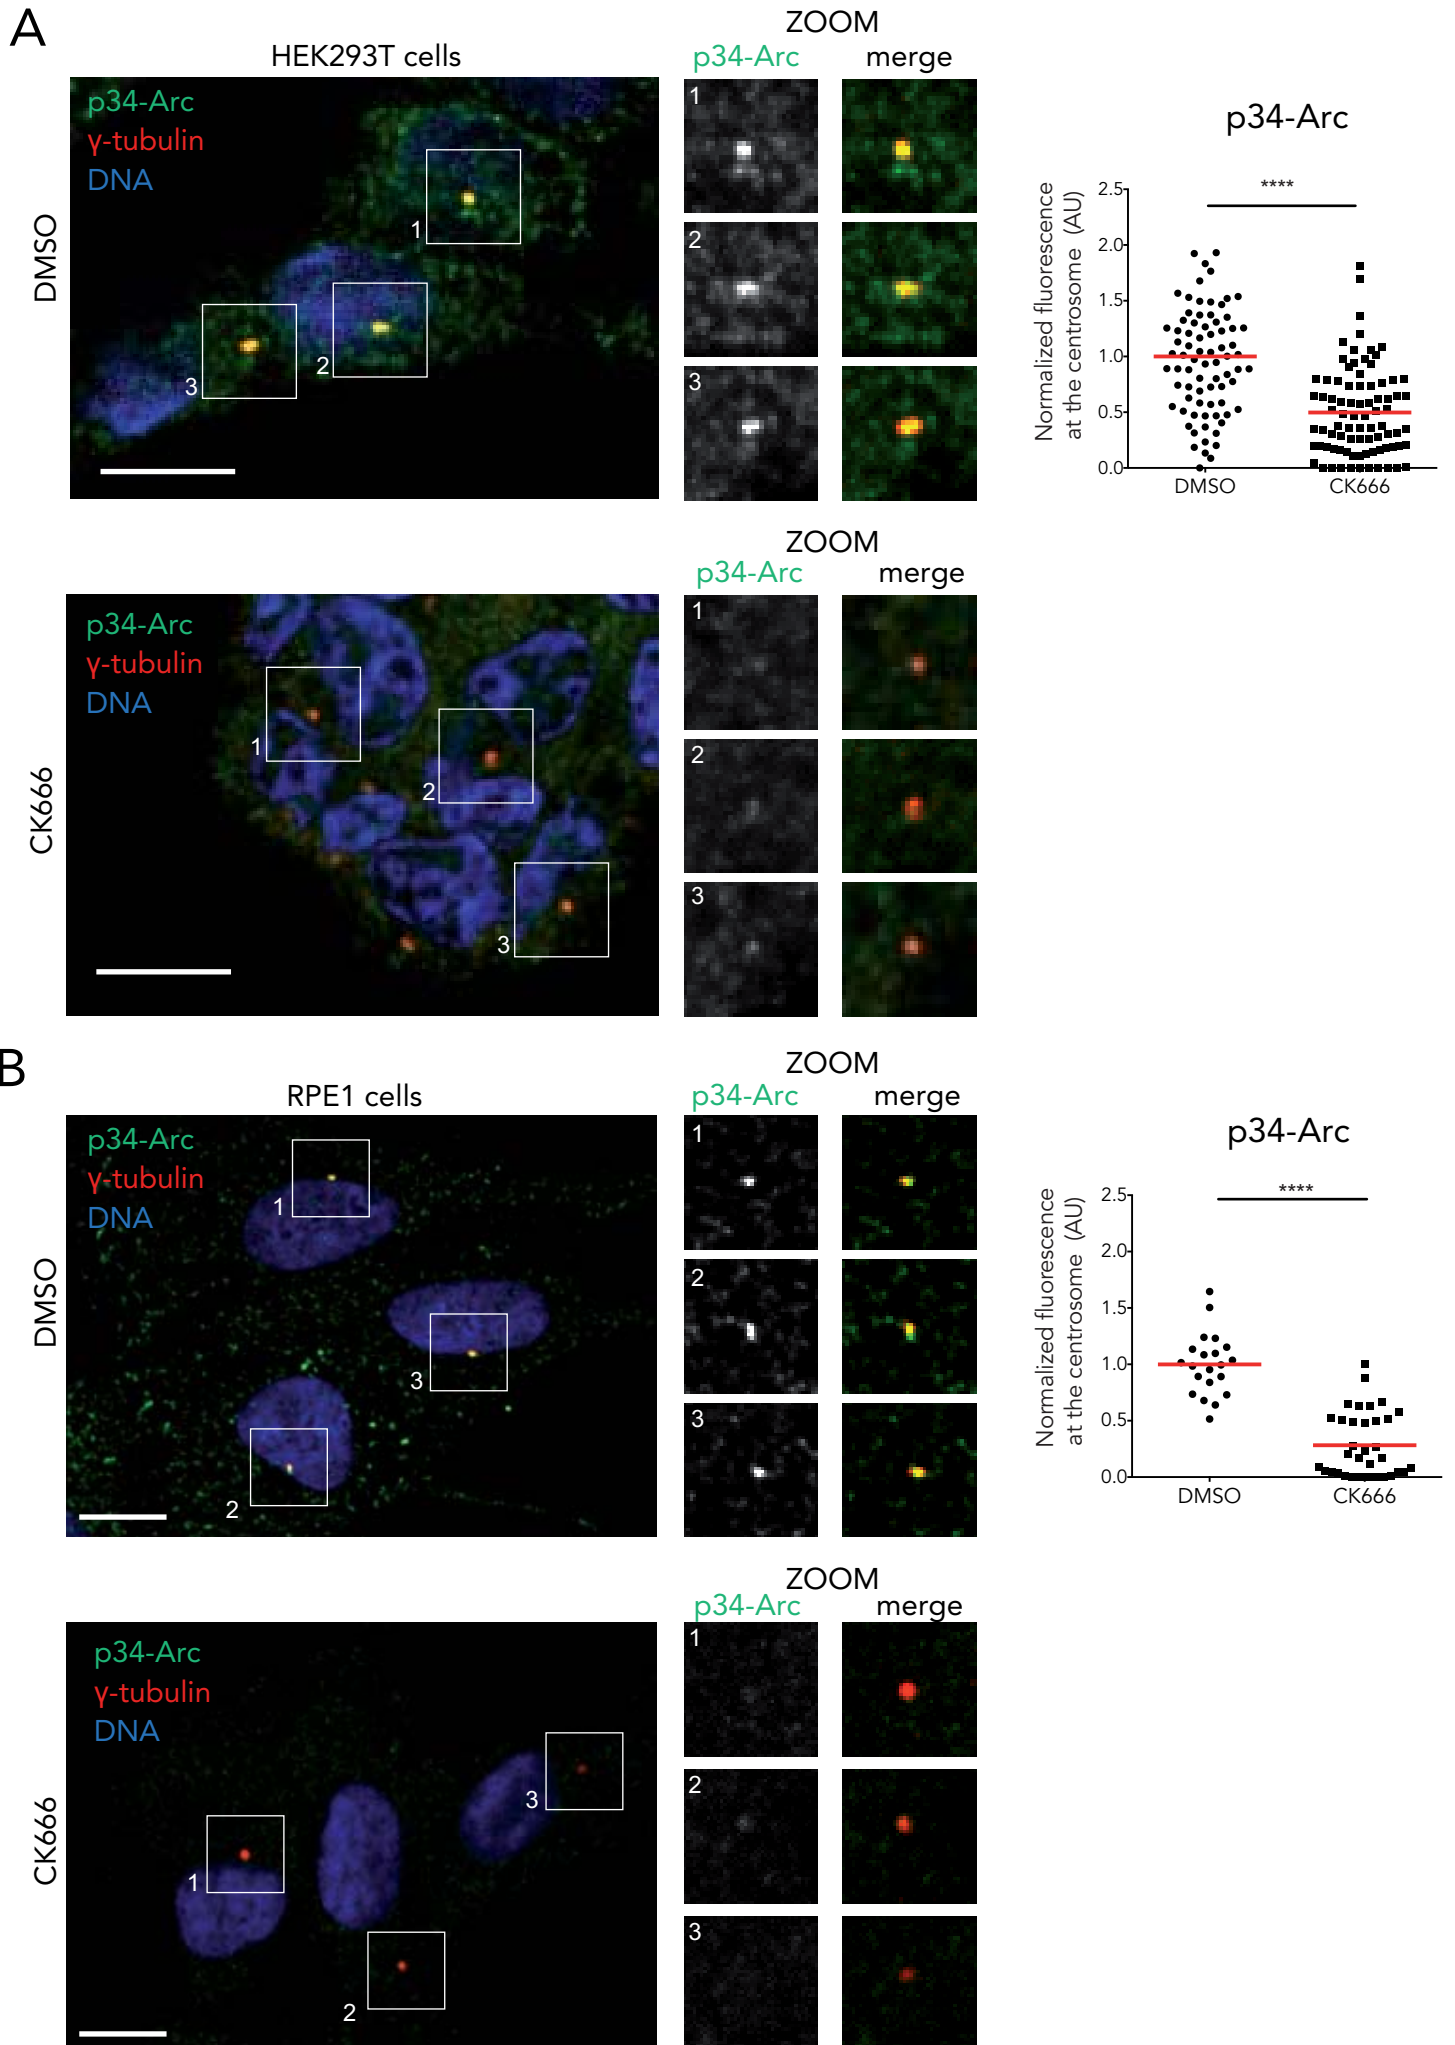 A
HEK293T cells
ZOOM
p34-Arc merge
DMSO
p34-Arc
γ-tubulin
DNA
1
2
3
1
2
3
p34-Arc
Normalized fluorescence
at the centrosome (AU)
****
2.5
2.0
1.5
1.0
0.5
0.0
DMSO CK666
ZOOM
p34-Arc merge
CK666
p34-Arc
γ-tubulin
DNA
1
2
3
1
2
3
B
RPE1 cells
ZOOM
p34-Arc merge
DMSO
p34-Arc
γ-tubulin
DNA
1
3
2
1
2
3
p34-Arc
Normalized fluorescence
at the centrosome (AU)
****
2.5
2.0
1.5
1.0
0.5
0.0
DMSO CK666
ZOOM
p34-Arc merge
CK666
p34-Arc
γ-tubulin
DNA
3
1
2
1
2
3